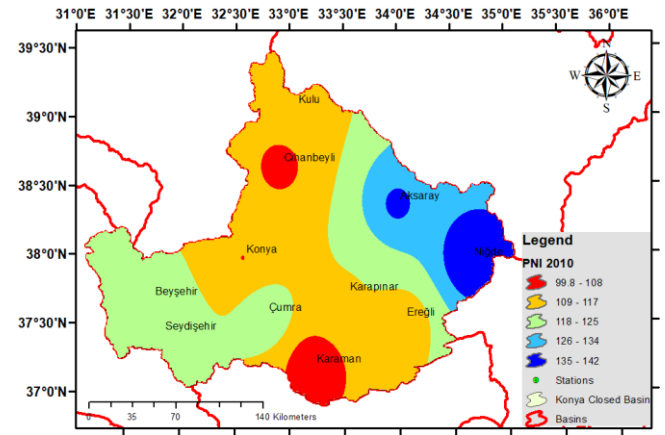 31°0'E 31°30'E 32°0'E 32°30'E 33°0'E 33°30'E 34°0'E 34°30'E 35°0'E 35°30'E 36°0'E
39°30'N
N
Kulu
W E
39°0'N
S
Cihanbeyli
38°30'N
Aksaray
Konya
Niğde
38°0'N
Legend
PNI 2010
99.8 - 108
109 - 117
118 - 125
126 - 134
135 - 142
Stations
Konya Closed Basin
Basins
Beyşehir
Karapınar
37°30'N
Çumra
Ereğli
Seydişehir
Karaman
37°0'N
0 35 70 140 Kilometers